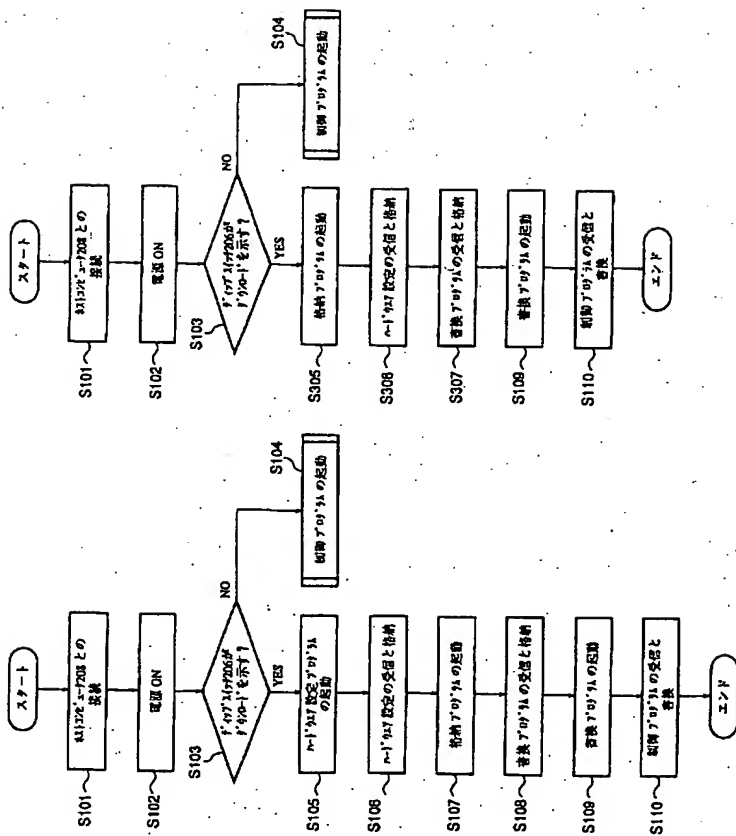 スタート
S101
ﾎｽﾄｺﾝﾋﾟｭｰﾀ208との
接続
S102
電源ON
S103
ﾃﾞｨｯﾌﾟｽｲｯﾁ206が
ﾀﾞｳﾝﾛｰﾄﾞを示す?
NO
YES
S104
制御ﾌﾟﾛｸﾞﾗﾑの起動
S105
ﾊｰﾄﾞｳｴｱ設定ﾌﾟﾛｸﾞﾗﾑ
の起動
S106
ﾊｰﾄﾞｳｴｱ設定の受信と格納
S107
格納ﾌﾟﾛｸﾞﾗﾑの起動
S108
書換ﾌﾟﾛｸﾞﾗﾑの受信と格納
S109
書換ﾌﾟﾛｸﾞﾗﾑの起動
S110
制御ﾌﾟﾛｸﾞﾗﾑの受信と
書換
エンド
スタート
S101
ﾎｽﾄｺﾝﾋﾟｭｰﾀ208との
接続
S102
電源ON
S103
ﾃﾞｨｯﾌﾟｽｲｯﾁ206が
ﾀﾞｳﾝﾛｰﾄﾞを示す?
NO
YES
S104
制御ﾌﾟﾛｸﾞﾗﾑの起動
S305
格納ﾌﾟﾛｸﾞﾗﾑの起動
S306
ﾊｰﾄﾞｳｴｱ設定の受信と格納
S307
書換ﾌﾟﾛｸﾞﾗﾑの受信と格納
S109
書換ﾌﾟﾛｸﾞﾗﾑの起動
S110
制御ﾌﾟﾛｸﾞﾗﾑの受信と
書換
エンド